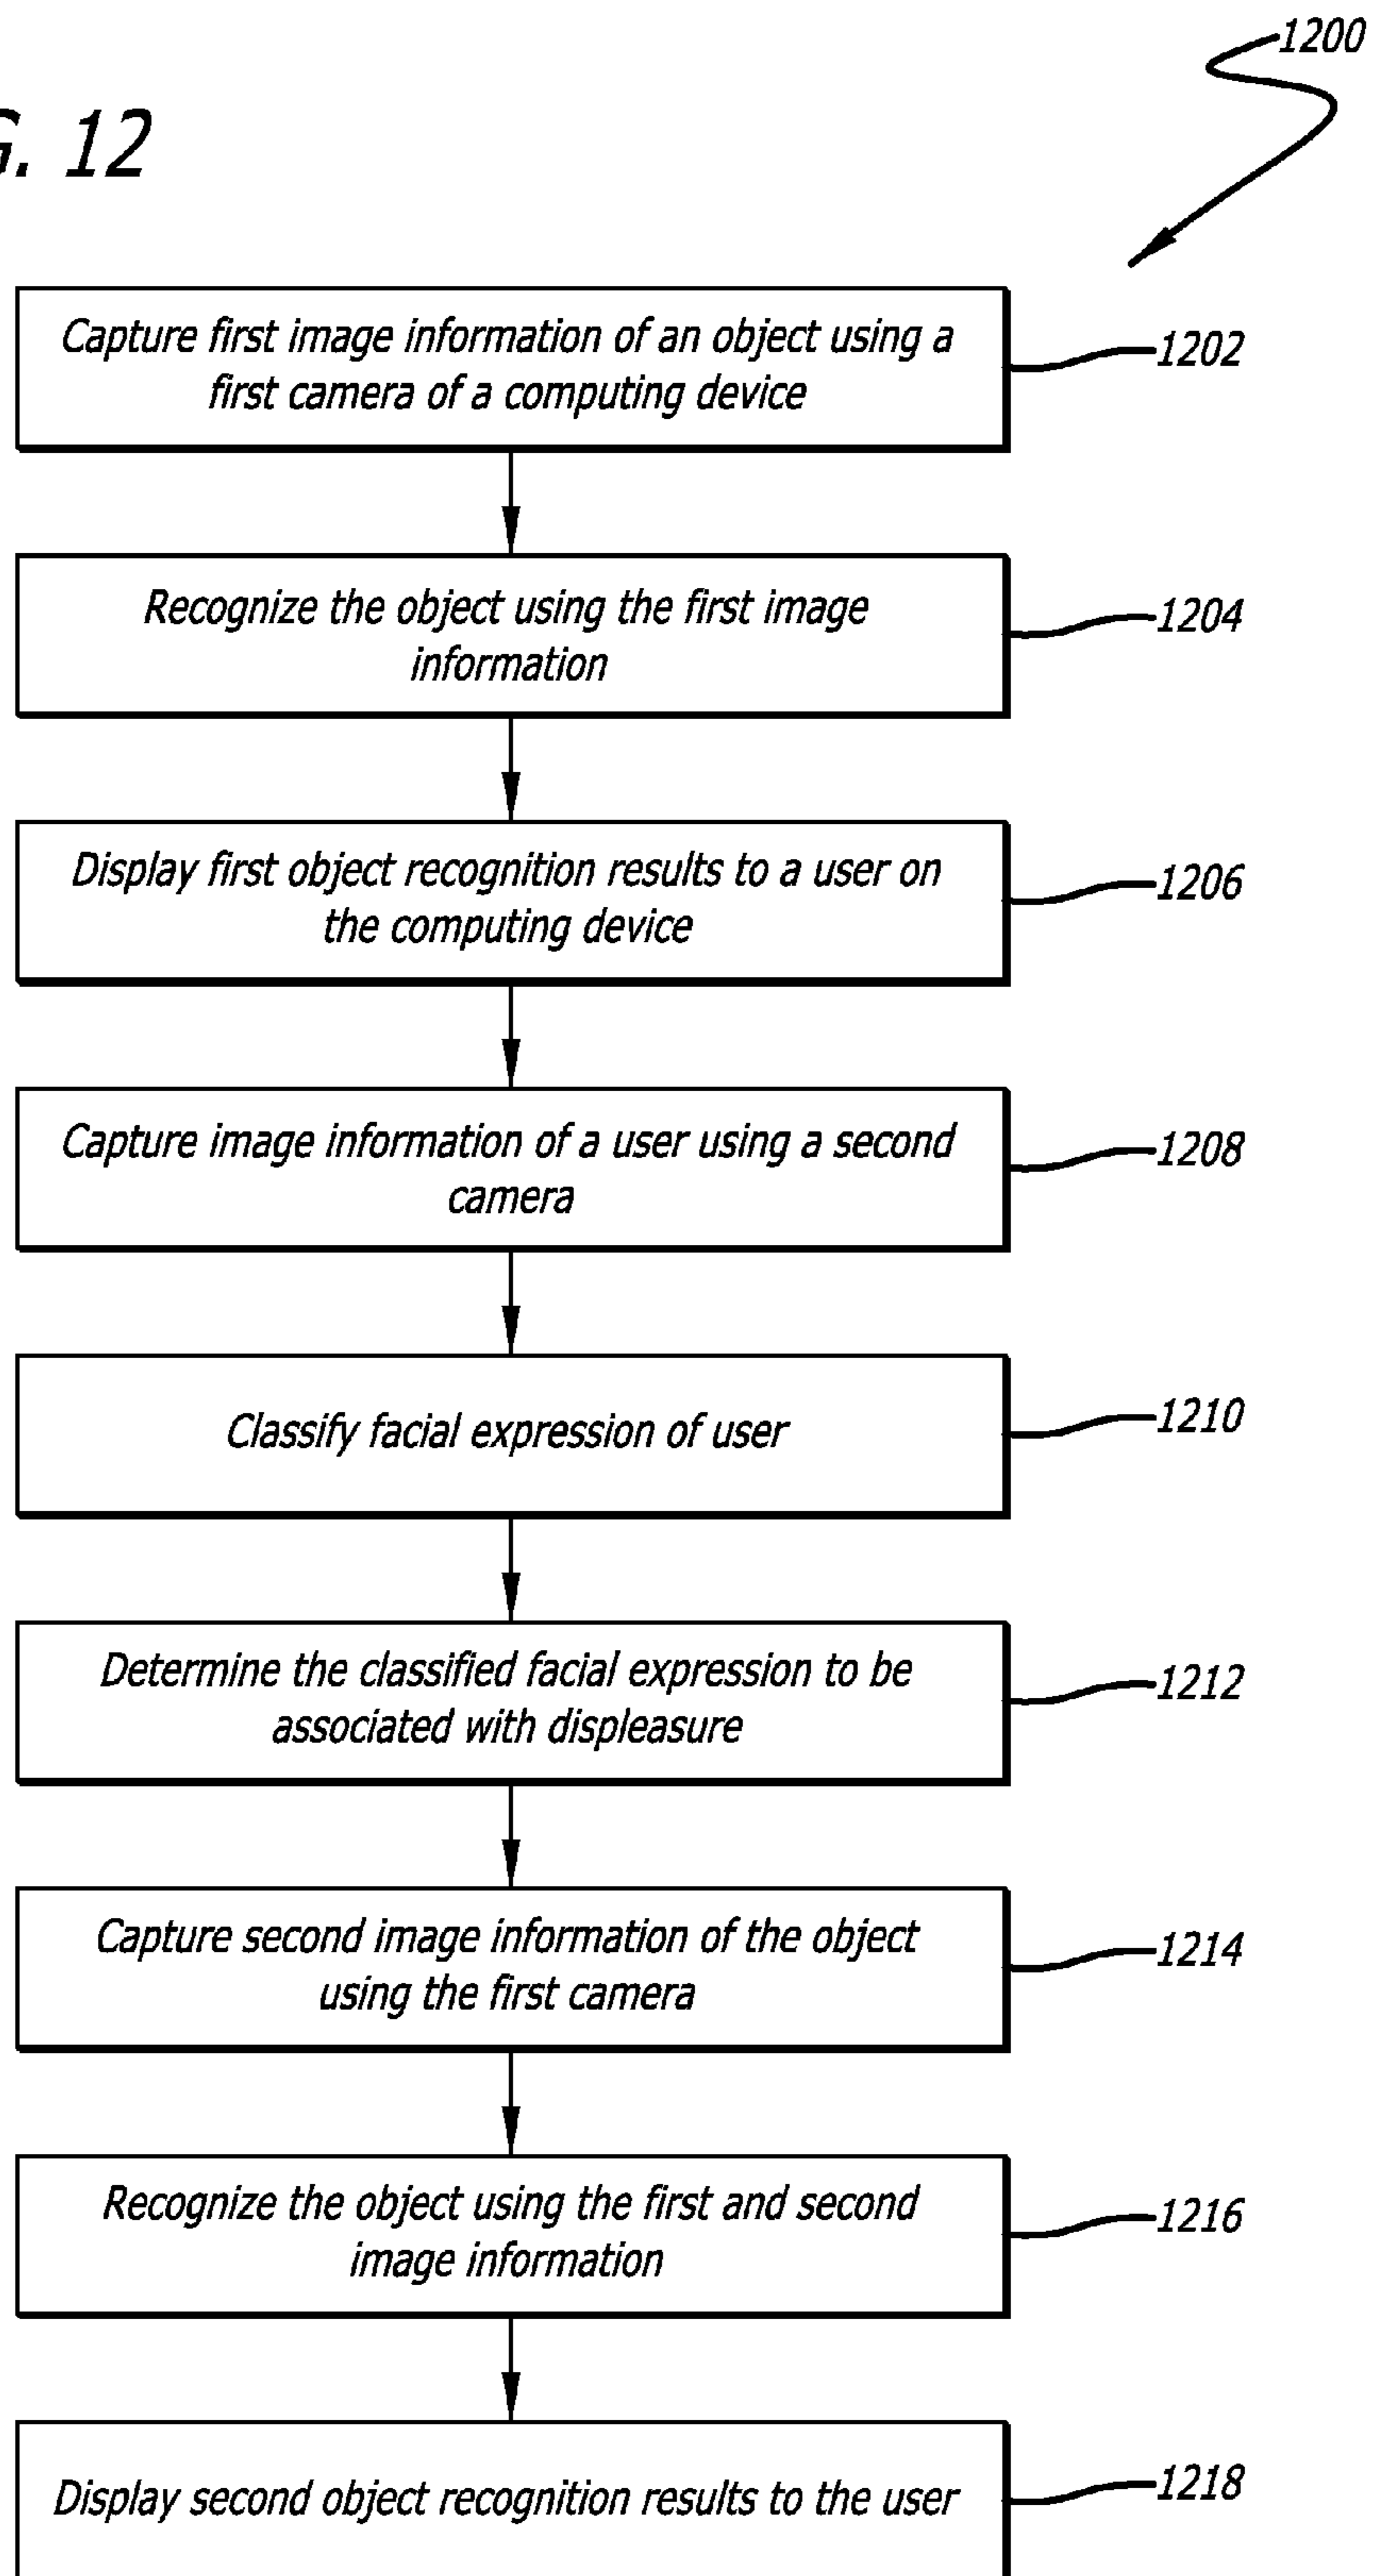 1200
G. 12
Capture first image information of an object using a
first camera of a computing device
1202
Recognize the object using the first image
information
1204
Display first object recognition results to a user on
the computing device
1206
Capture image information of a user using a second
camera
1208
Classify facial expression of user
1210
Determine the classified facial expression to be
associated with displeasure
1212
Capture second image information of the object
using the first camera
1214
Recognize the object using the first and second
image information
1216
Display second object recognition results to the user
1218